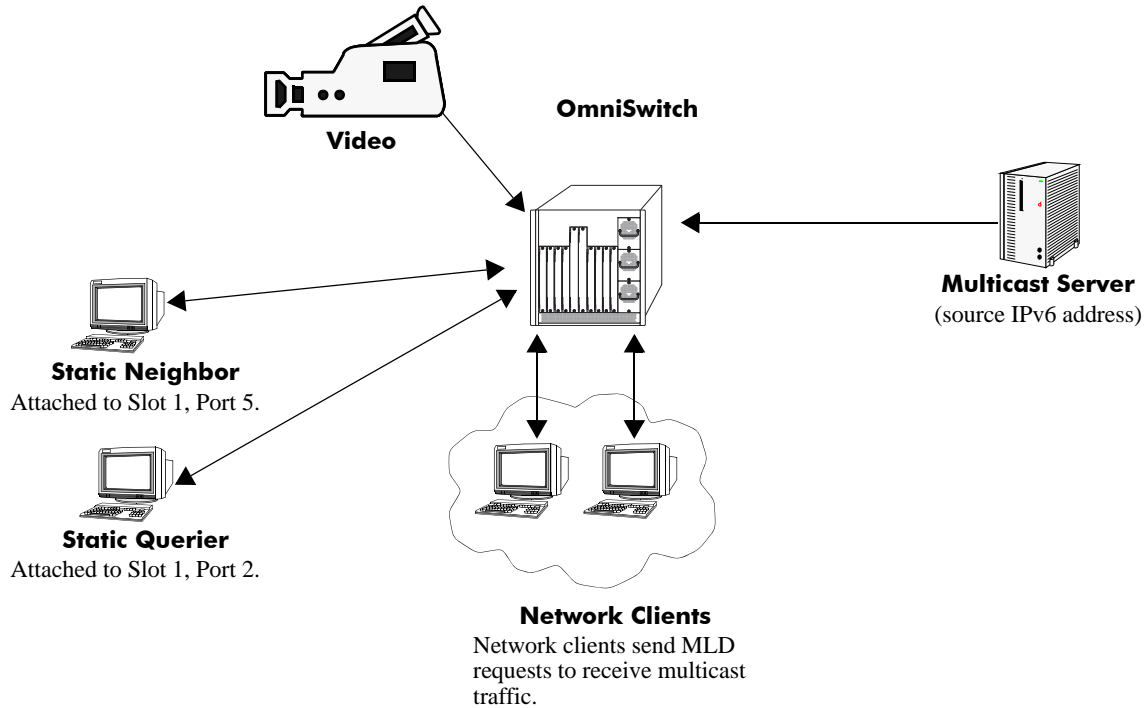 Video
OmniSwitch
Multicast Server
(source IPv6 address)
Static Neighbor
Attached to Slot 1, Port 5.
Static Querier
Attached to Slot 1, Port 2.
Network Clients
Network clients send MLD
requests to receive multicast
traffic.